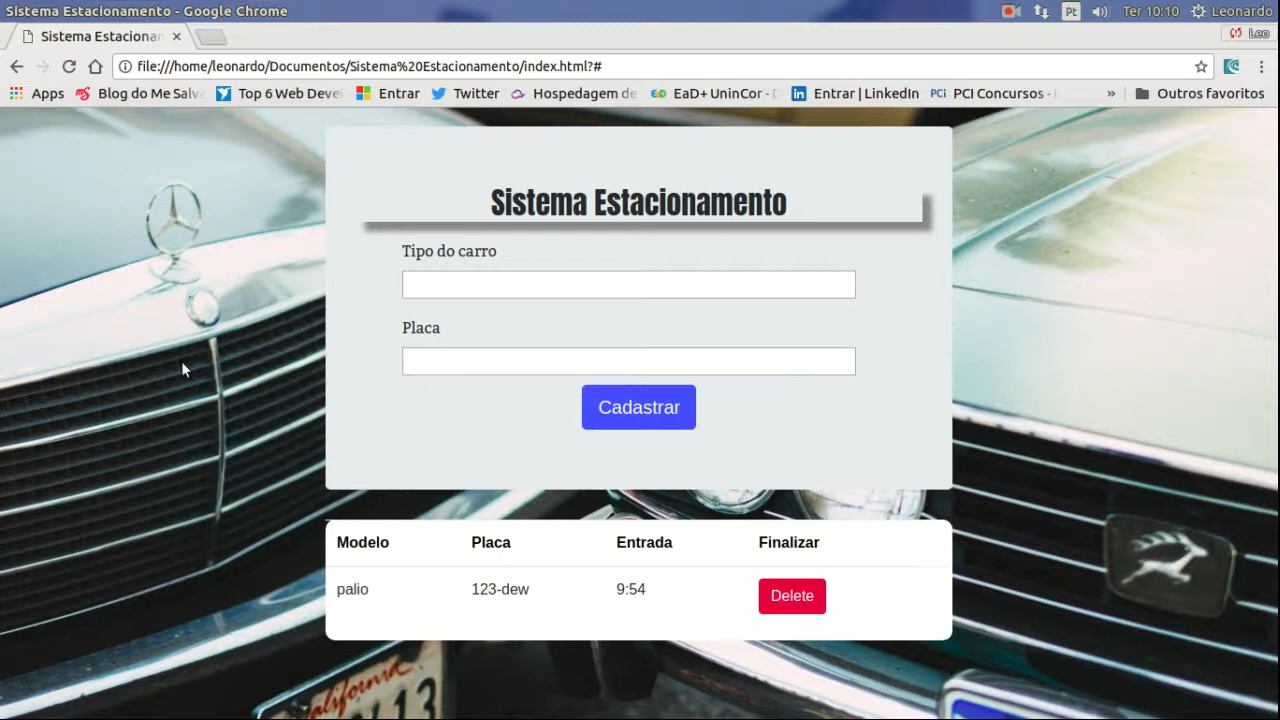 Sistema Estacionamento - Google Chrome
Pt
Ter 10:10
Leonardo
Sistema Estacionam
Leo
file:///home/leonardo/Documentos/Sistema%20Estacionamento/index.html?#
Apps
Blog do Me Salv
Top 6 Web Deve
Entrar
Twitter
Hospedagem de
EaD+ UninCor -
Entrar | LinkedIn
PCI Concursos -
»
Outros favoritos
Sistema Estacionamento
Tipo do carro
Placa
Cadastrar
Modelo Placa Entrada Finalizar
palio 123-dew 9:54 Delete
California